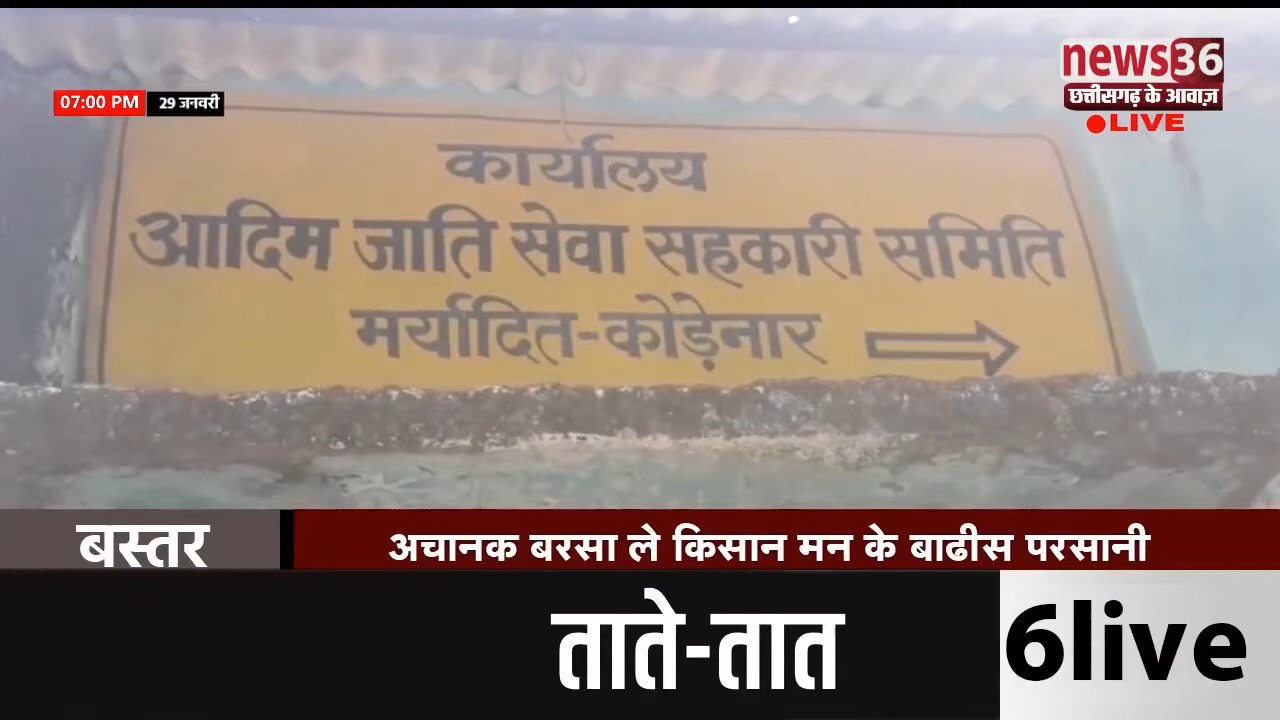 news36
07:00 PM 29 जनवरी
छत्तीसगढ़ के आवाज़
LIVE
कार्यालय
आदिम जाति सेवा सहकारी समिति
मर्यादित-कोड़ेनार
बस्तर
अचानक बरसा ले किसान मन के बाढीस परसानी
ताते-तात
6live